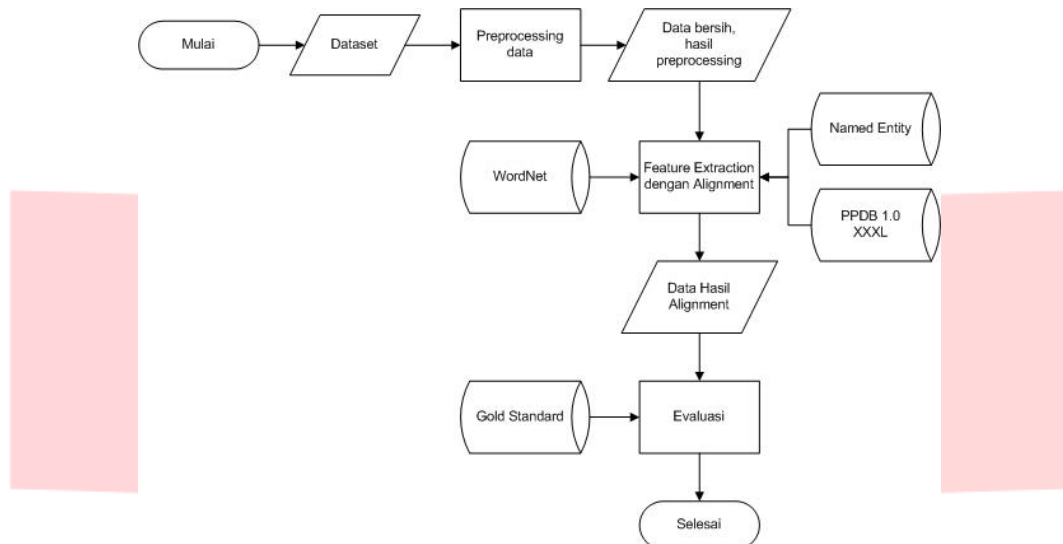 Mulai
Dataset
Preprocessing
data
Data bersih,
hasil
preprocessing
Named Entity
WordNet
Feature Extraction
dengan Alignment
PPDB 1.0
XXXL
Data Hasil
Alignment
Gold Standard
Evaluasi
Selesai